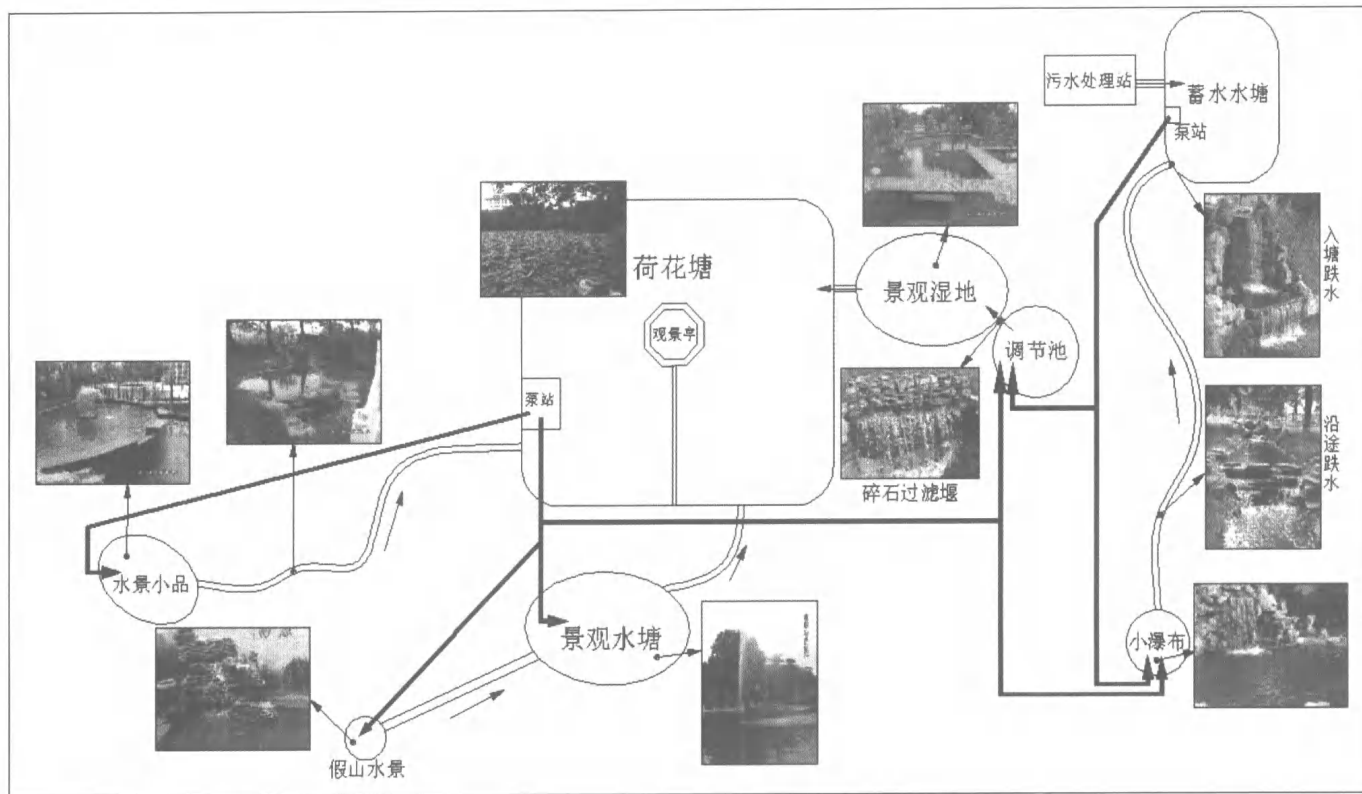 污水处理站
蓄水水塘
泵站
入塘跌水
荷花塘
景观湿地
观景亭
调节池
泵站
碎石过滤堰
沿途跌水
水景小品
景观水塘
小瀑布
假山水景